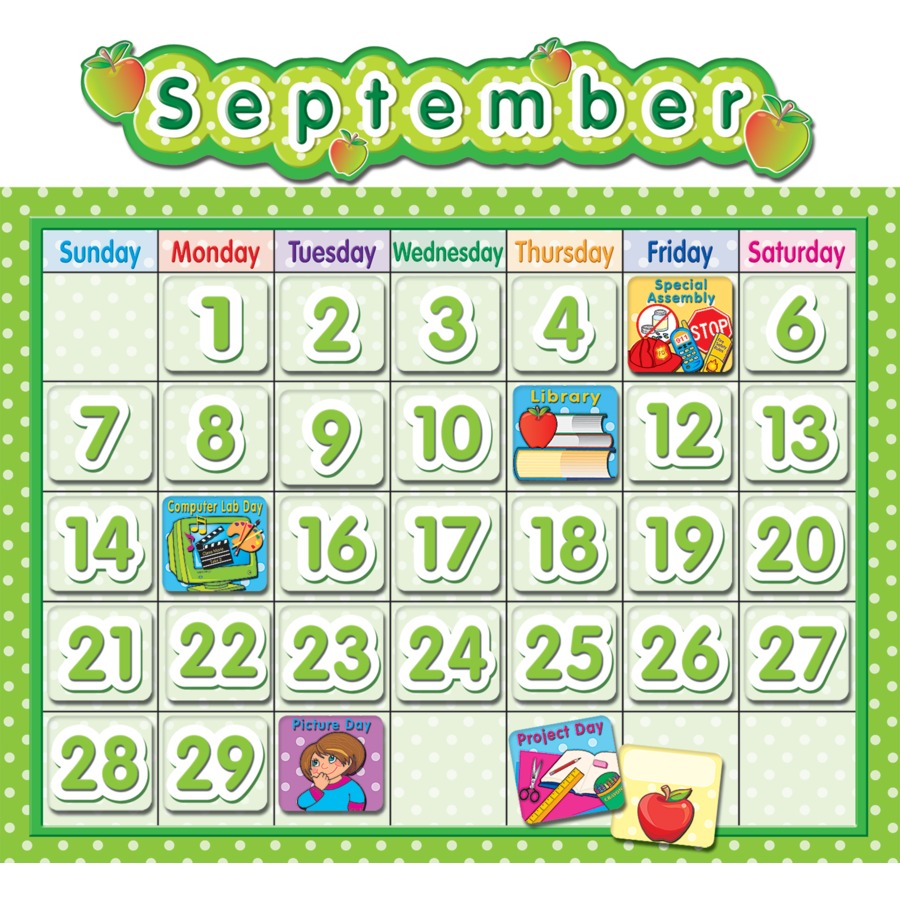 September
Sunday Monday Tuesday Wednesday Thursday Friday Saturday
1 2 3 4
Special
Assembly
911
STOP
6
7 8 9 10
Library
12 13
14
Computer Lab Day
16 17 18 19 20
21 22 23 24 25 26 27
28 29
Picture Day
Project Day